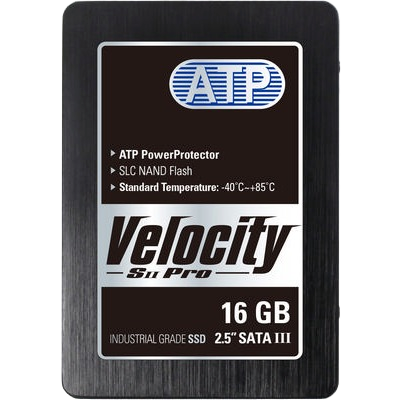 ATP
▸ ATP PowerProtector
▸ SLC NAND Flash
▸ Standard Temperature: -40°C~+85°C
Velocity
SII Pro
16 GB
INDUSTRIAL GRADE SSD 2.5" SATA III